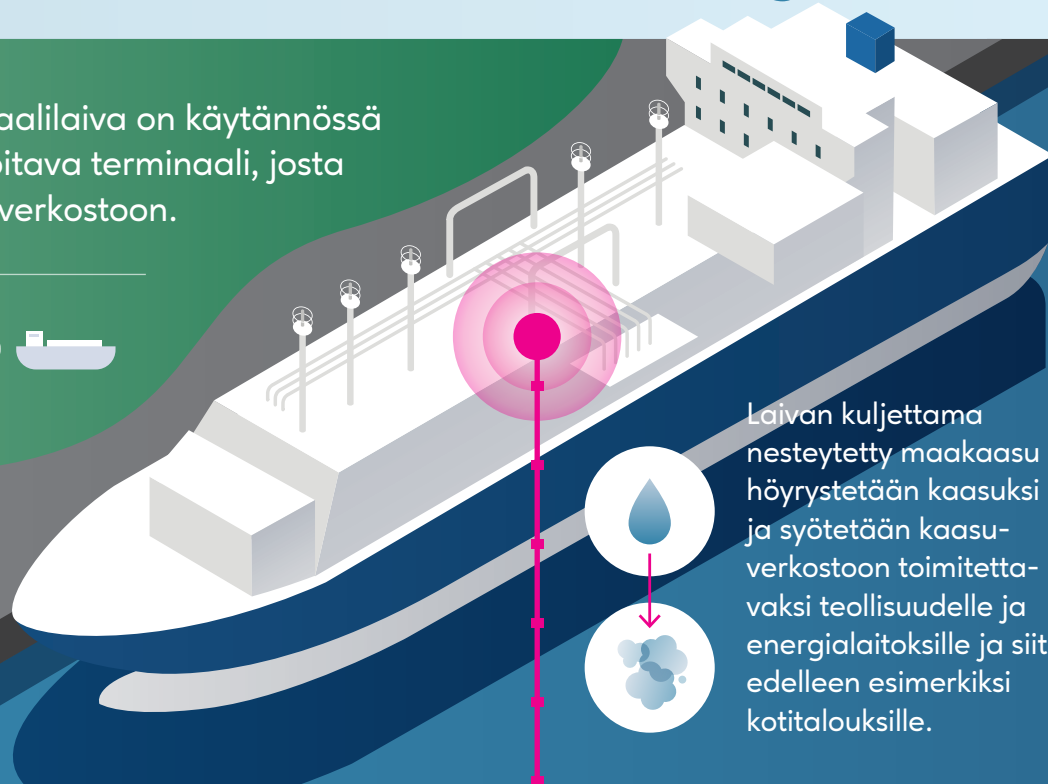 aalilaiva on käytännössä
itava terminaali, josta
verkostoon.
Laivan kuljettama
nesteytetty maakaasu
höyrystetään kaasuksi
ja syötetään kaasu-
verkostoon toimitetta-
vaksi teollisuudelle ja
energialaitoksille ja siit
edelleen esimerkiksi
kotitalouksille.